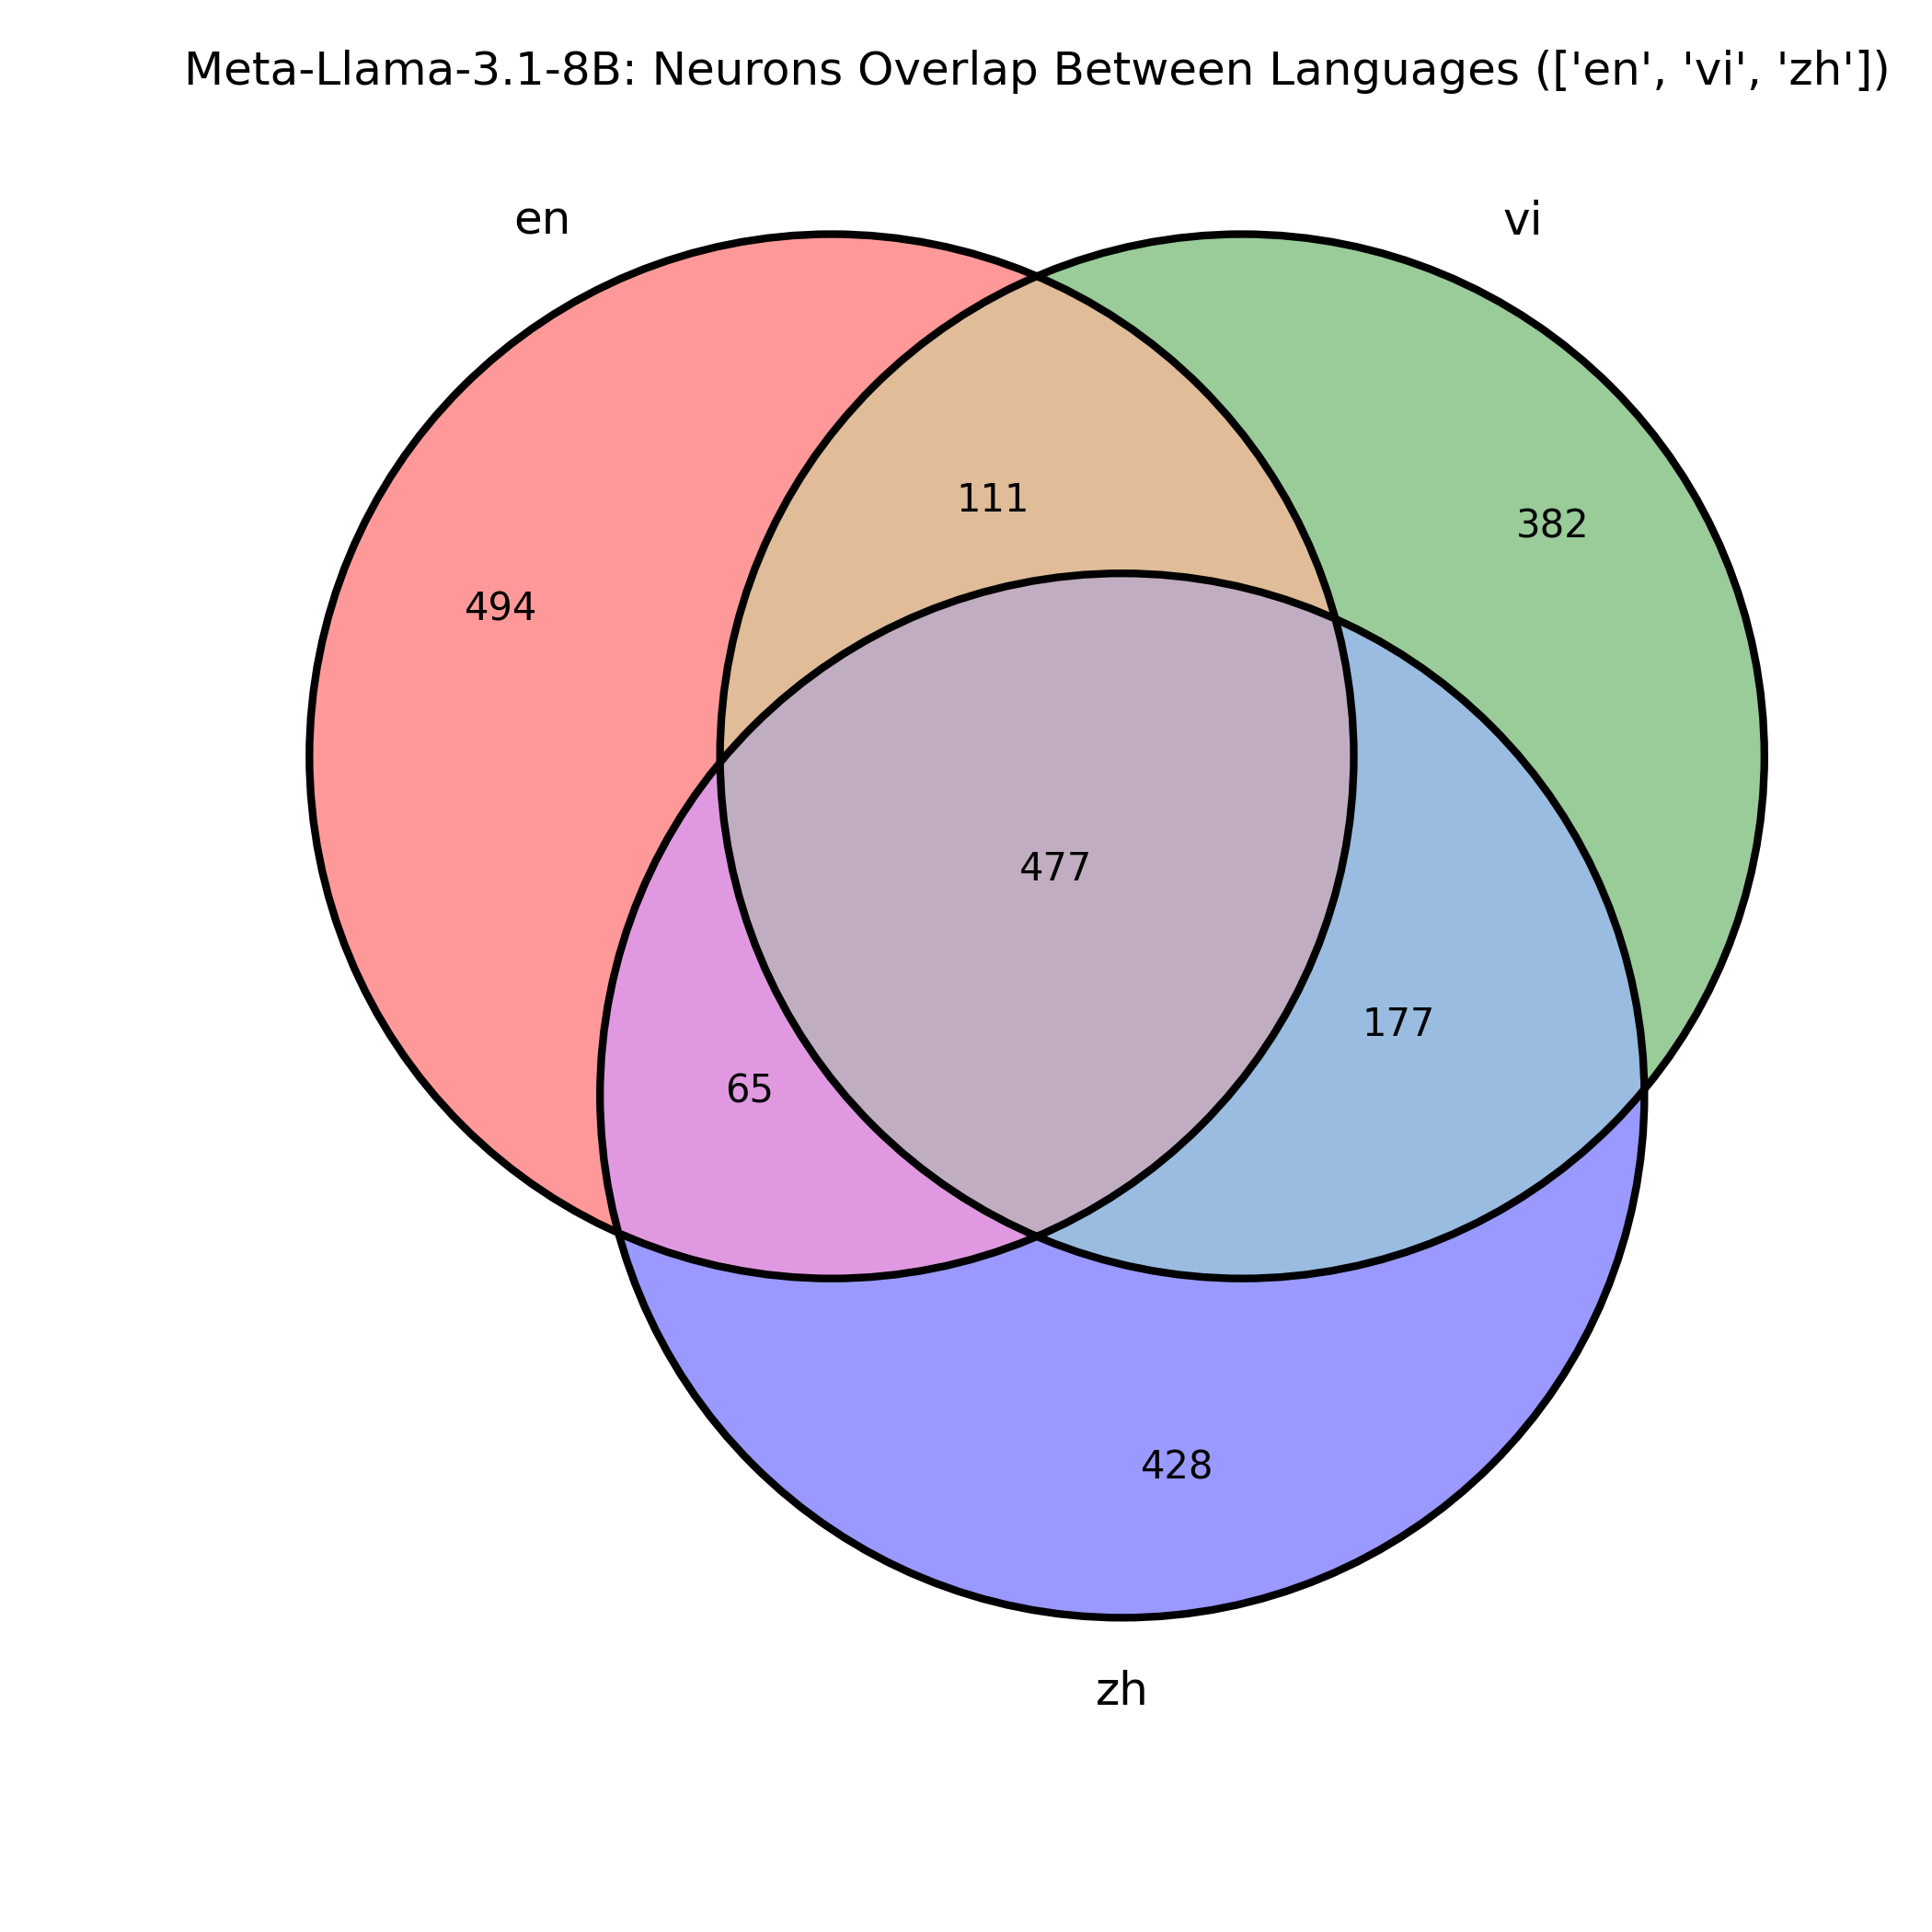 Meta-Llama-3.1-8B: Neurons Overlap Between Languages (['en', 'vi', 'zh'])
en
vi
111
382
494
477
177
65
428
zh